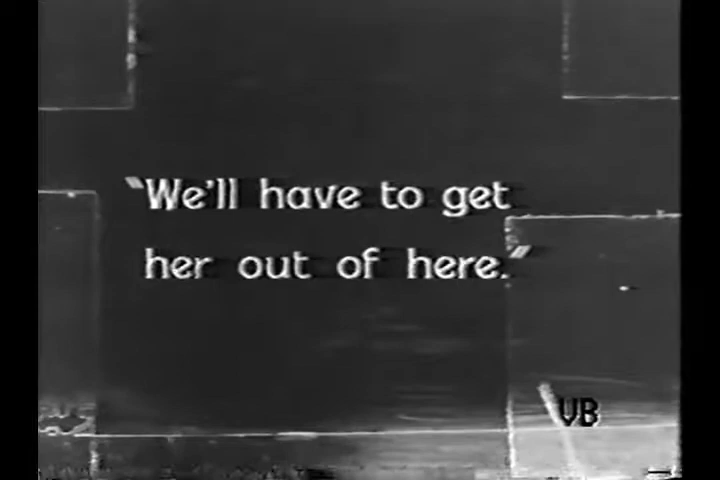 “We'll have to get
her out of here.”
VB